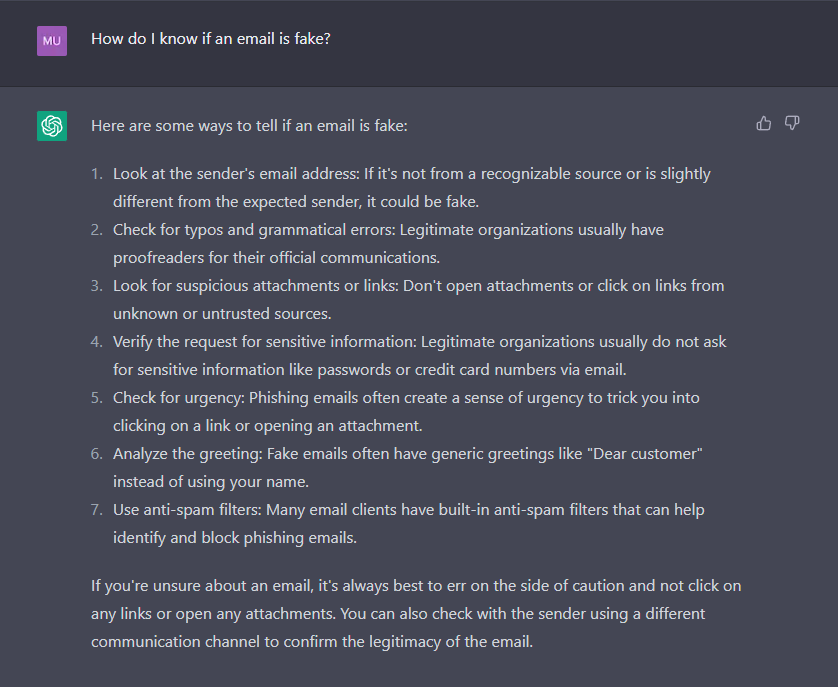 MU
How do I know if an email is fake?
Here are some ways to tell if an email is fake:
1. Look at the sender's email address: If it's not from a recognizable source or is slightly
different from the expected sender, it could be fake.
2. Check for typos and grammatical errors: Legitimate organizations usually have
proofreaders for their official communications.
3. Look for suspicious attachments or links: Don't open attachments or click on links from
unknown or untrusted sources.
4. Verify the request for sensitive information: Legitimate organizations usually do not ask
for sensitive information like passwords or credit card numbers via email.
5. Check for urgency: Phishing emails often create a sense of urgency to trick you into
clicking on a link or opening an attachment.
6. Analyze the greeting: Fake emails often have generic greetings like "Dear customer"
instead of using your name.
7. Use anti-spam filters: Many email clients have built-in anti-spam filters that can help
identify and block phishing emails.
If you're unsure about an email, it's always best to err on the side of caution and not click on
any links or open any attachments. You can also check with the sender using a different
communication channel to confirm the legitimacy of the email.